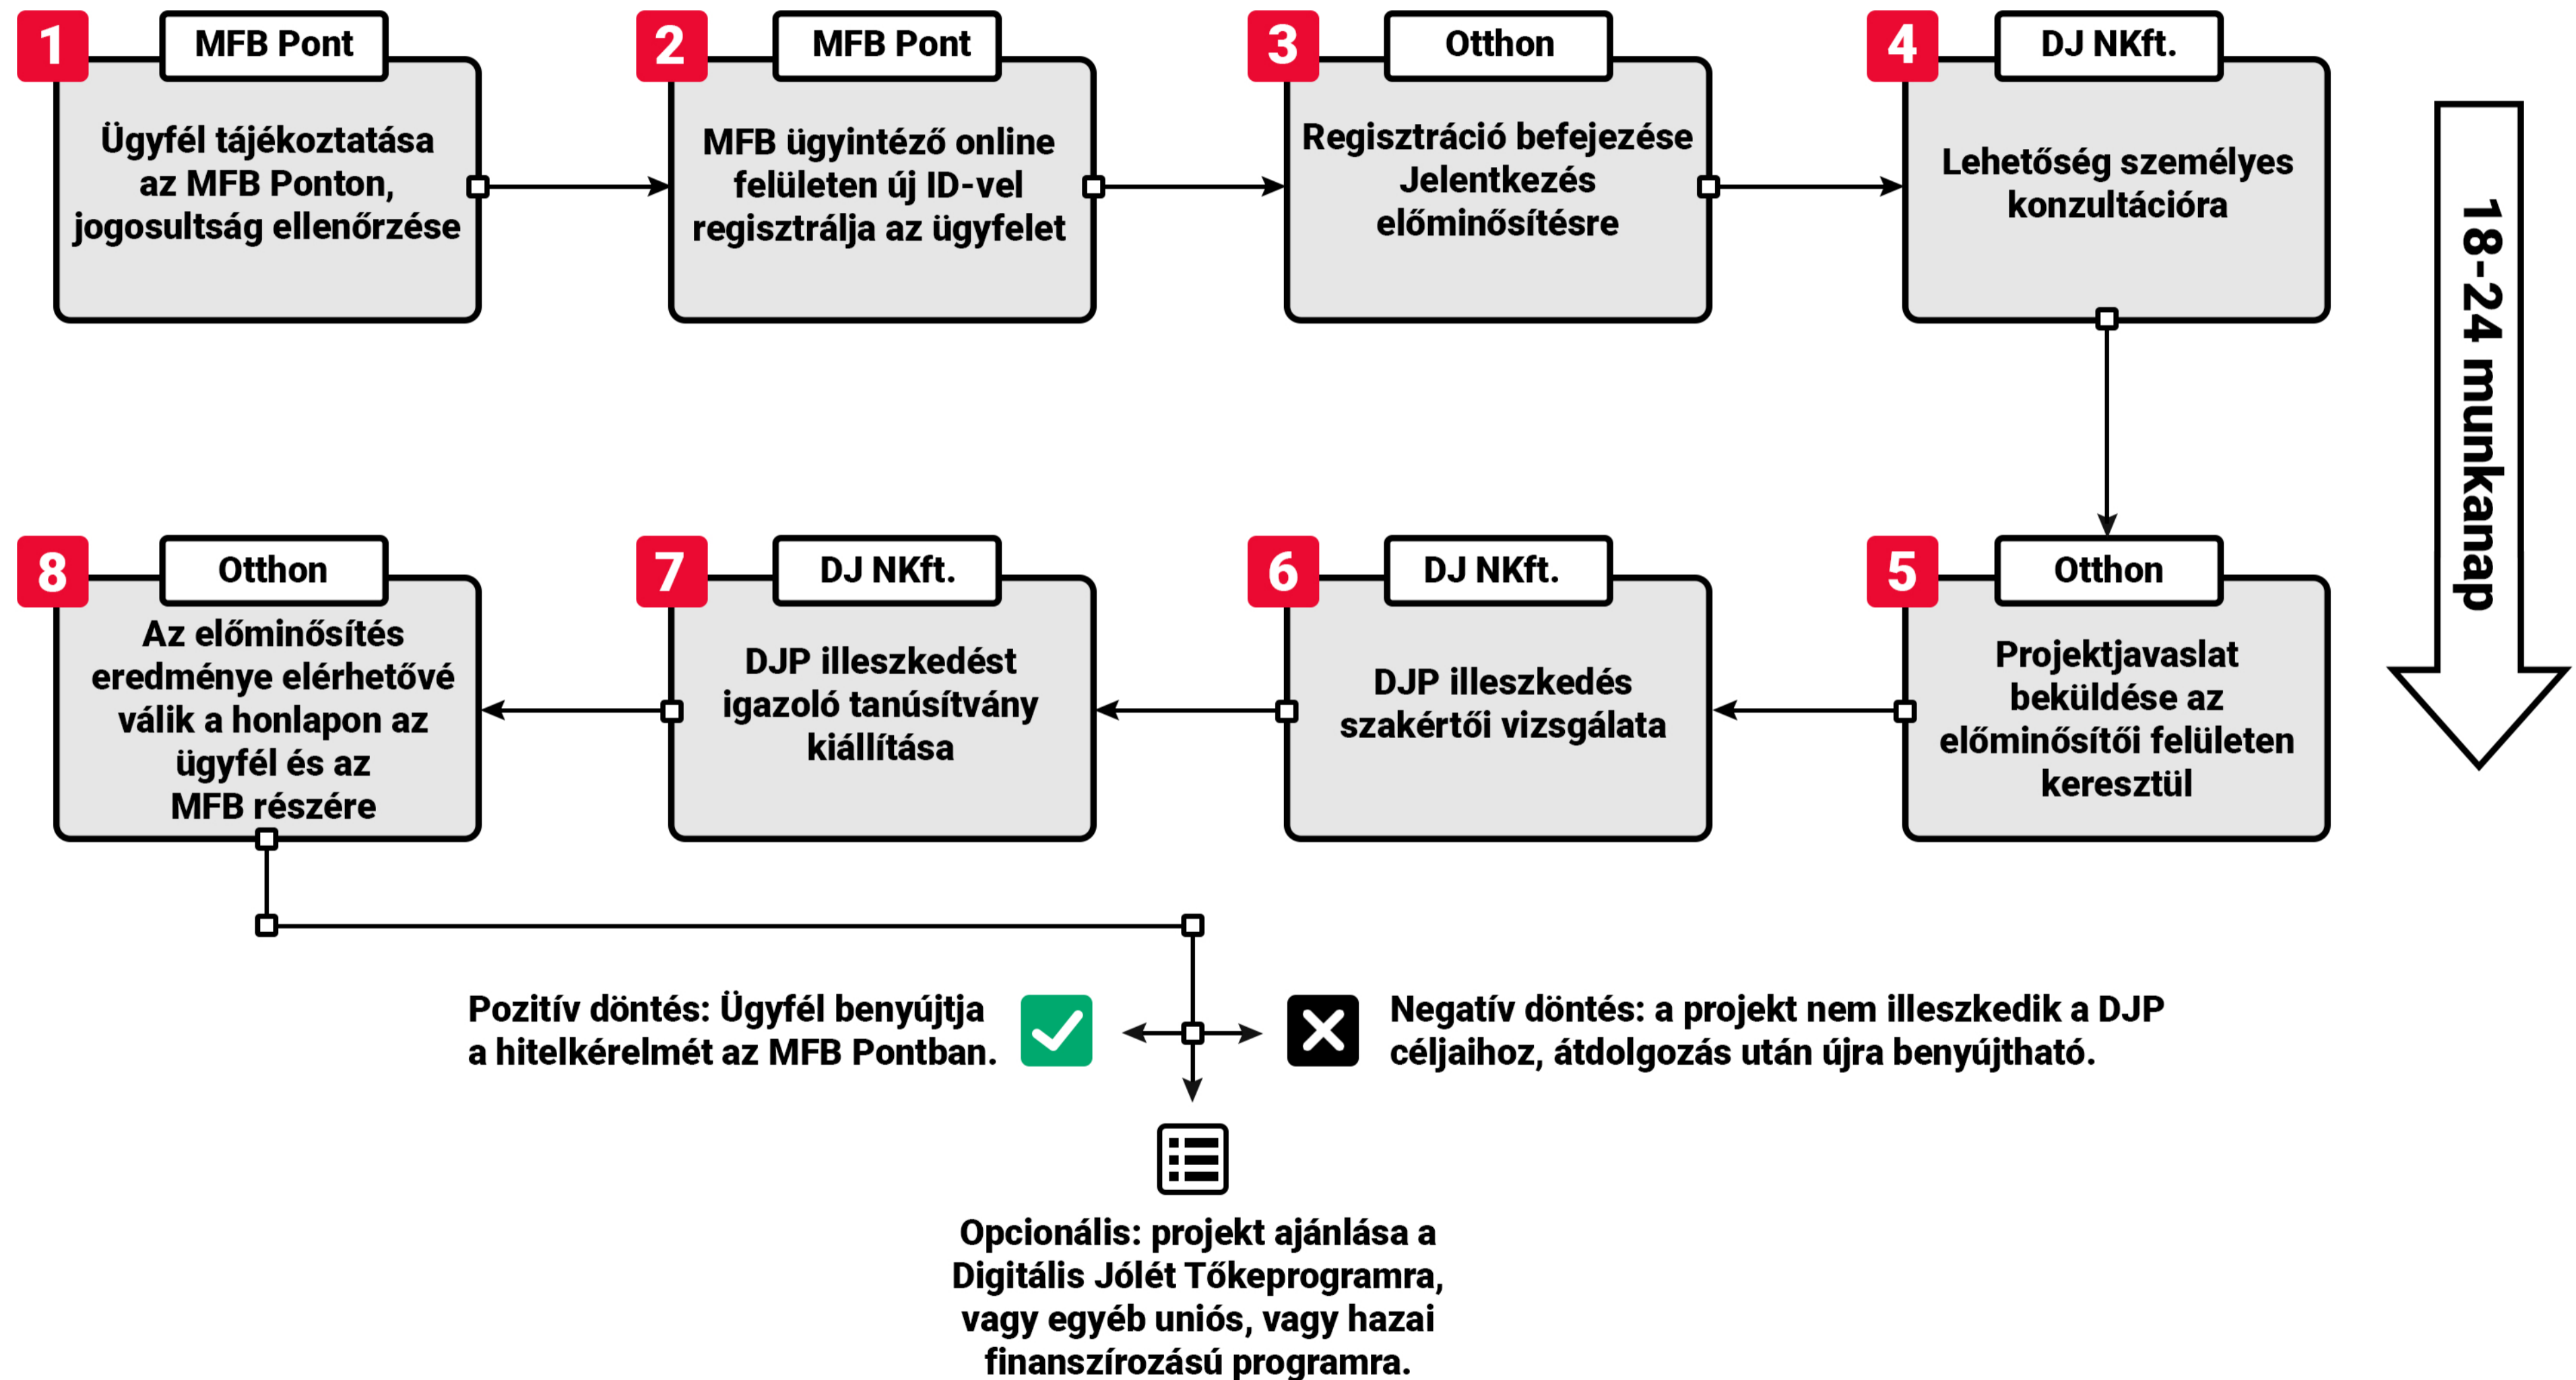 1
MFB Pont
Ügyfél tájékoztatása
az MFB Ponton,
jogosultság ellenőrzése
2
MFB Pont
MFB ügyintéző online
felületen új ID-vel
regisztrálja az ügyfelet
3
Otthon
Regisztráció befejezése
Jelentkezés
előminősítésre
4
DJ NKft.
Lehetőség személyes
konzultációra
18-24 munkanap
5
Otthon
Projektjavaslat
beküldése az
előminősítői felületen
keresztül
6
DJ NKft.
DJP illeszkedés
szakértői vizsgálata
7
DJ NKft.
DJP illeszkedést
igazoló tanúsítvány
kiállítása
8
Otthon
Az előminősítés
eredménye elérhetővé
válik a honlapon az
ügyfél és az
MFB részére
Pozitív döntés: Ügyfél benyújtja
a hitelkérelmét az MFB Pontban.
Negatív döntés: a projekt nem illeszkedik a DJP
céljaihoz, átdolgozás után újra benyújtható.
Opcionális: projekt ajánlása a
Digitális Jólét Tőkeprogramra,
vagy egyéb uniós, vagy hazai
finanszírozású programra.